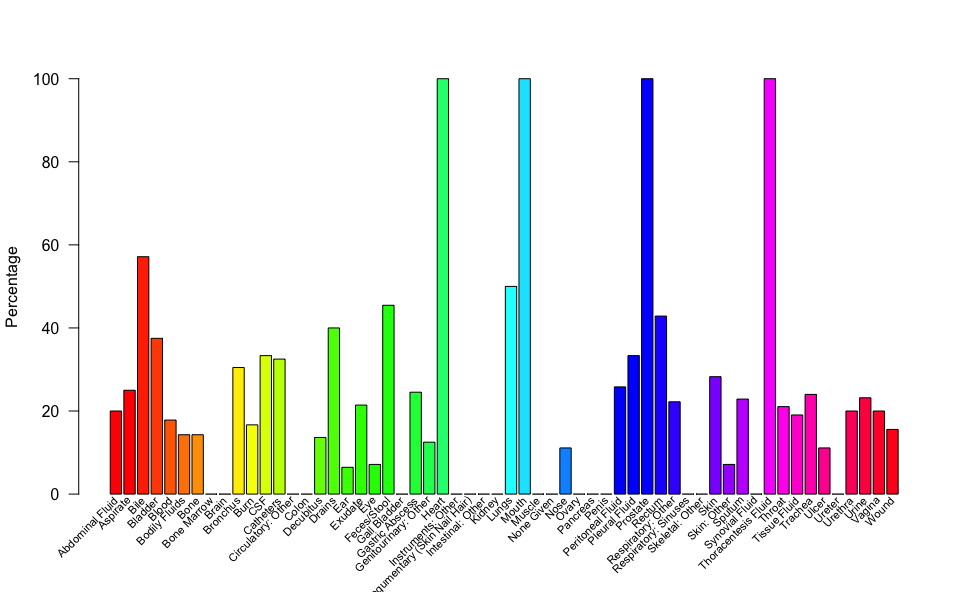 100
80
60
40
20
0
Percentage
Abdominal Fluid
Aspirate
Bile
Bladder
Blood
Bodily Fluids
Bone
Bone Marrow
Brain
Bronchus
Burn
CSF
Catheters
Circulatory: Other
Colon
Decubitus
Drains
Ear
Exudate
Eye
Feces/Stool
Gall Bladder
Gastric Abscess
Genitourinary: Other
Heart
Instruments: Other
egumentary (Skin Nail Hair)
Intestinal: Other
Kidney
Lungs
Mouth
Muscle
None Given
Nose
Ovary
Pancreas
Penis
Peritoneal Fluid
Pleural Fluid
Prostate
Rectum
Respiratory: Other
Respiratory: Sinuses
Skeletal: Other
Skin
Skin: Other
Sputum
Synovial Fluid
Thoracentesis Fluid
Throat
Tissue Fluid
Trachea
Ulcer
Ureter
Urethra
Urine
Vagina
Wound